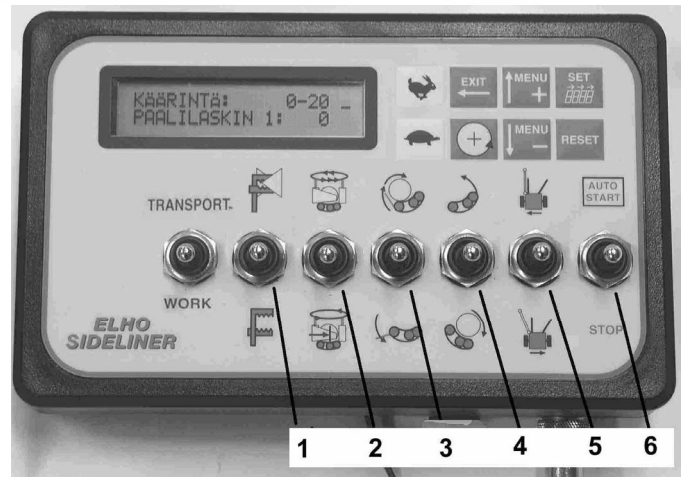 KÄÄRINTÄ: 0-20 _
PAALILASKIN 1: 0
EXIT
MENU
+
SET
MENU
-
RESET
TRANSPORT
AUTO
START
WORK
ELHO
SIDELINER
STOP
1 2 3 4 5 6